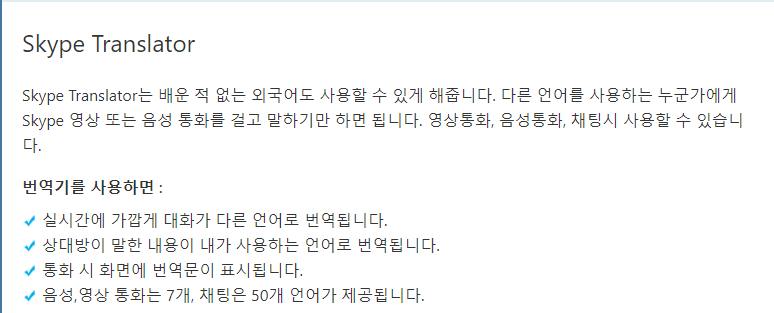 Skype Translator
Skype Translator는 배운 적 없는 외국어도 사용할 수 있게 해줍니다. 다른 언어를 사용하는 누군가에게
Skype 영상 또는 음성 통화를 걸고 말하기만 하면 됩니다. 영상통화, 음성통화, 채팅시 사용할 수 있습니
다.
번역기를 사용하면 :
실시간에 가깝게 대화가 다른 언어로 번역됩니다.
상대방이 말한 내용이 내가 사용하는 언어로 번역됩니다.
통화 시 화면에 번역문이 표시됩니다.
음성,영상 통화는 7개, 채팅은 50개 언어가 제공됩니다.